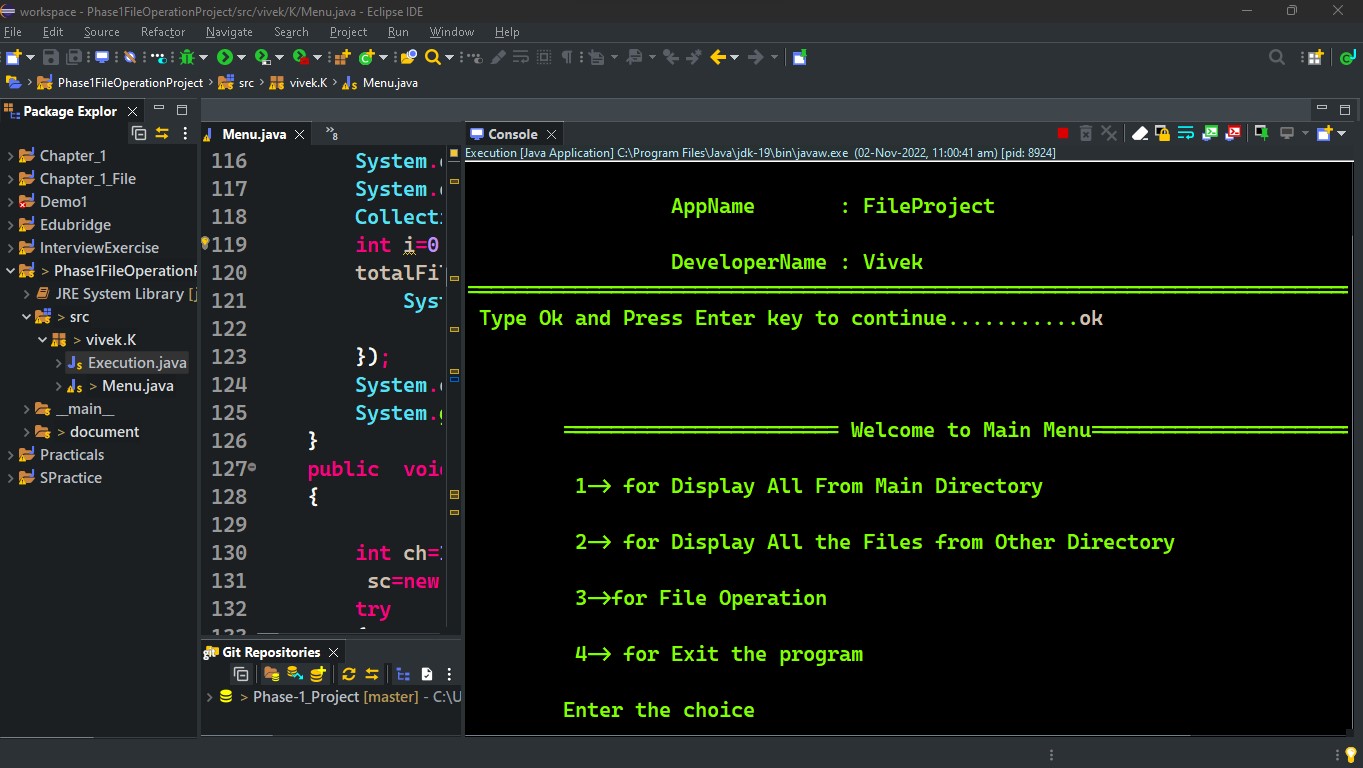 workspace - Phase1FileOperationProject/src/vivek/K/Menu.java - Eclipse IDE
File Edit Source Refactor Navigate Search Project Run Window Help
Phase1FileOperationProject > src > vivek.K > Menu.java
Package Explor
Chapter_1
Chapter_1_File
Demo1
Edubridge
InterviewExercise
> Phase1FileOperationP
JRE System Library [j
> src
> vivek.K
Execution.java
> Menu.java
__main__
> document
Practicals
SPractice
Menu.java
»8
116 System.
117 System.
118 Collect
119 int i=0
120 totalFi
121 Syst
122
123 });
124 System.
125 System.
126 }
127 public voi
128 {
129
130 int ch=
131 sc=new
132 try
133 {
Git Repositories
> Phase-1_Project [master] - C:\U
Console
Execution [Java Application] C:\Program Files\Java\jdk-19\bin\javaw.exe (02-Nov-2022, 11:00:41 am) [pid: 8924]
AppName : FileProject
DeveloperName : Vivek
Type Ok and Press Enter key to continue...........ok
Welcome to Main Menu
1--> for Display All From Main Directory
2--> for Display All the Files from Other Directory
3-->for File Operation
4--> for Exit the program
Enter the choice